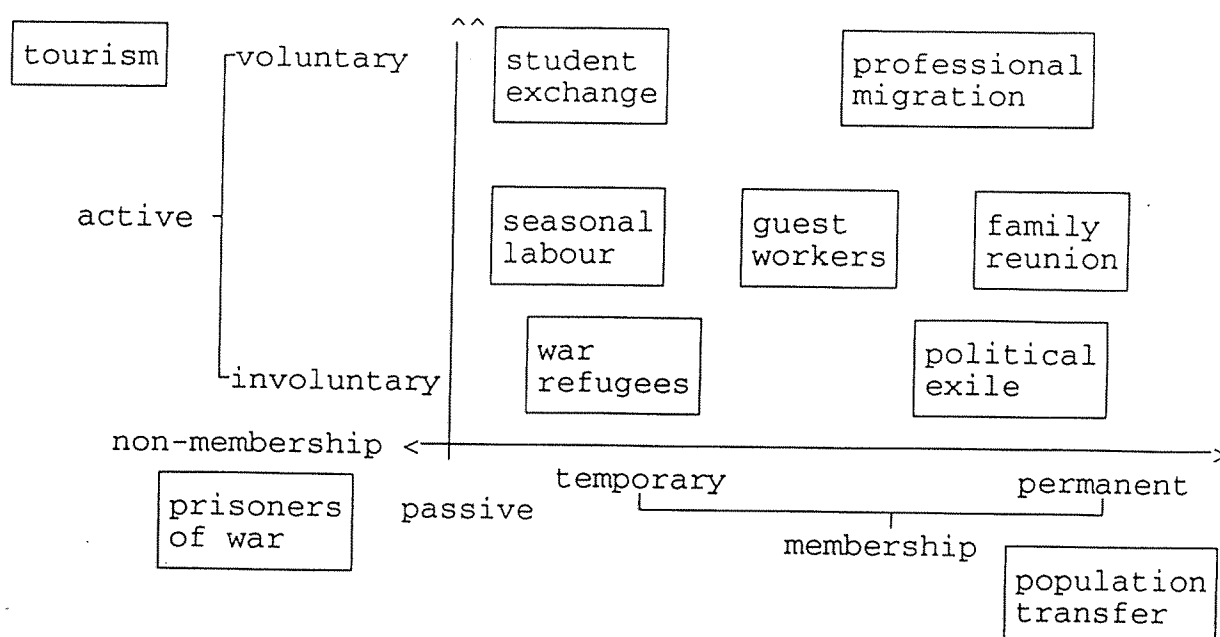 ^^
tourism
voluntary
student
exchange
professional
migration
active
seasonal
labour
guest
workers
family
reunion
war
refugees
political
exile
involuntary
non-membership
temporary
permanent
prisoners
of war
passive
membership
population
transfer